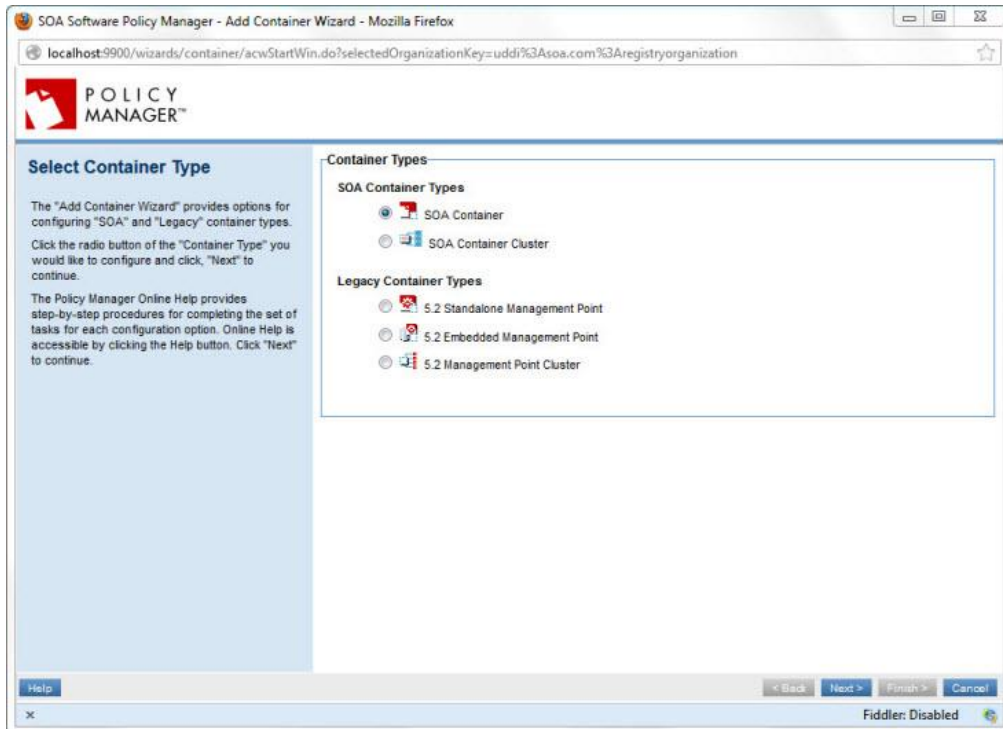 SOA Software Policy Manager - Add Container Wizard - Mozilla Firefox
localhost:9900/wizards/container/acwStartWin.do?selectedOrganizationKey=uddi%3Asoa.com%3Aregistryorganization
POLICY
MANAGER™
Select Container Type
The "Add Container Wizard" provides options for
configuring "SOA" and "Legacy" container types.
Click the radio button of the "Container Type" you
would like to configure and click, "Next" to
continue.
The Policy Manager Online Help provides
step-by-step procedures for completing the set of
tasks for each configuration option. Online Help is
accessible by clicking the Help button. Click "Next"
to continue.
Container Types
SOA Container Types
SOA Container
SOA Container Cluster
Legacy Container Types
5.2 Standalone Management Point
5.2 Embedded Management Point
5.2 Management Point Cluster
Help
< Back
Next >
Finish >
Cancel
Fiddler: Disabled